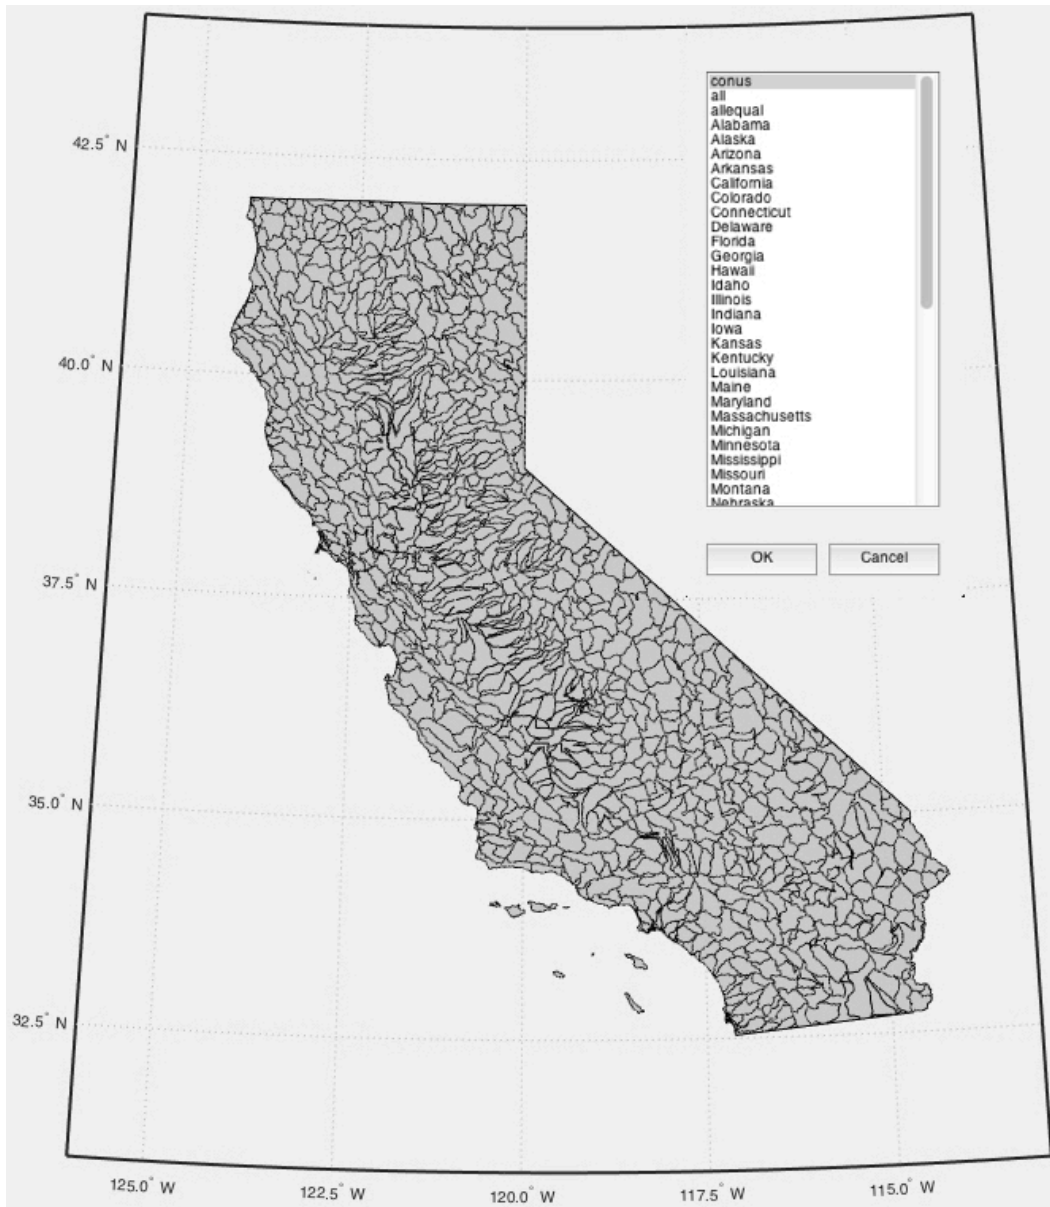 conus
all
allequal
Alabama
Alaska
Arizona
Arkansas
California
Colorado
Connecticut
Delaware
Florida
Georgia
Hawaii
Idaho
Illinois
Indiana
Iowa
Kansas
Kentucky
Louisiana
Maine
Maryland
Massachusetts
Michigan
Minnesota
Mississippi
Missouri
Montana
Nebraska
OK Cancel
42.5° N
40.0° N
37.5° N
35.0° N
32.5° N
125.0° W 122.5° W 120.0° W 117.5° W 115.0° W